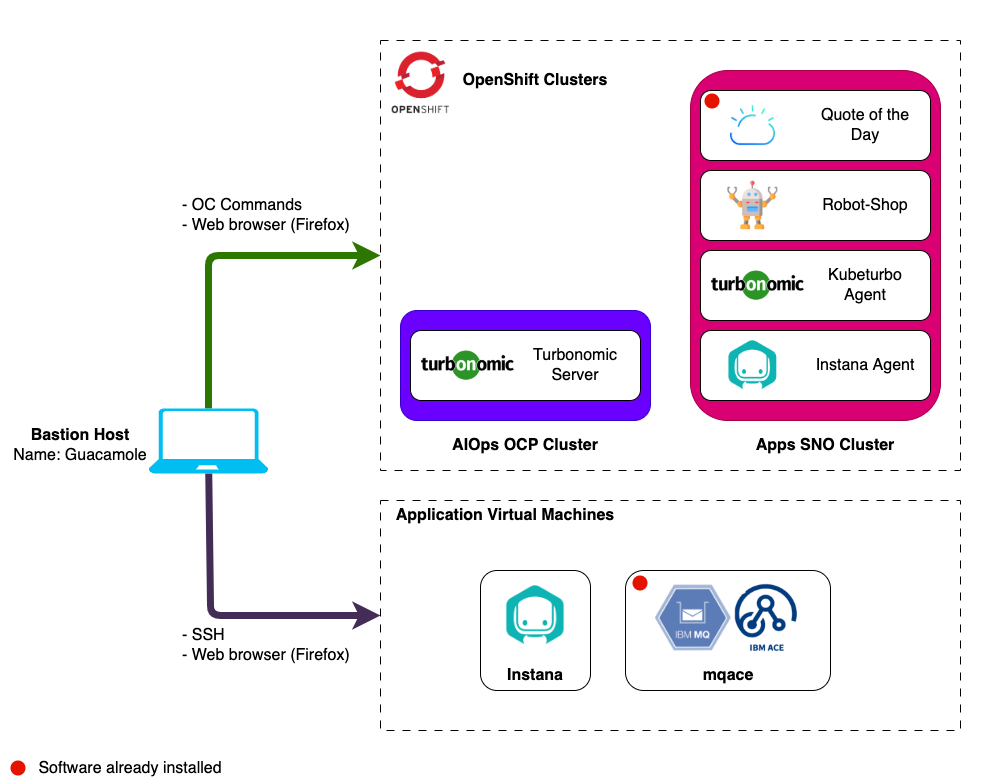 OpenShift Clusters
OPENSHIFT
Quote of the
Day
Robot-Shop
turbonomic
Kubeturbo
Agent
Instana Agent
Apps SNO Cluster
turbonomic
Turbonomic
Server
AIOps OCP Cluster
- OC Commands
- Web browser (Firefox)
Bastion Host
Name: Guacamole
- SSH
- Web browser (Firefox)
Application Virtual Machines
Instana
IBM MQ
IBM ACE
mqace
Software already installed